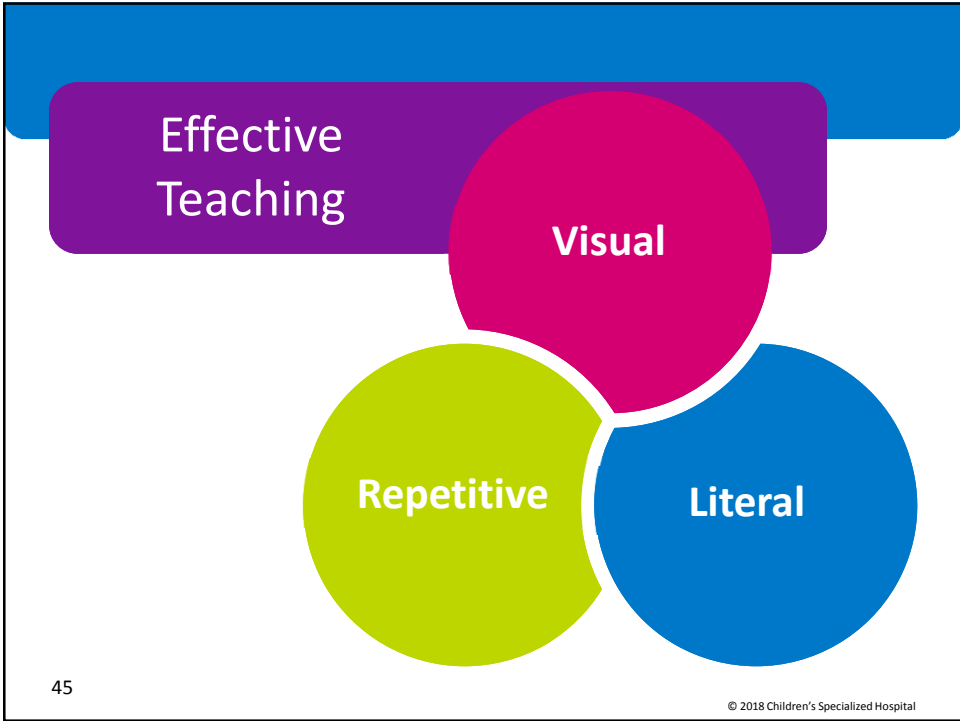 Effective
Teaching
Visual
Repetitive
Literal
45
© 2018 Children's Specialized Hospital